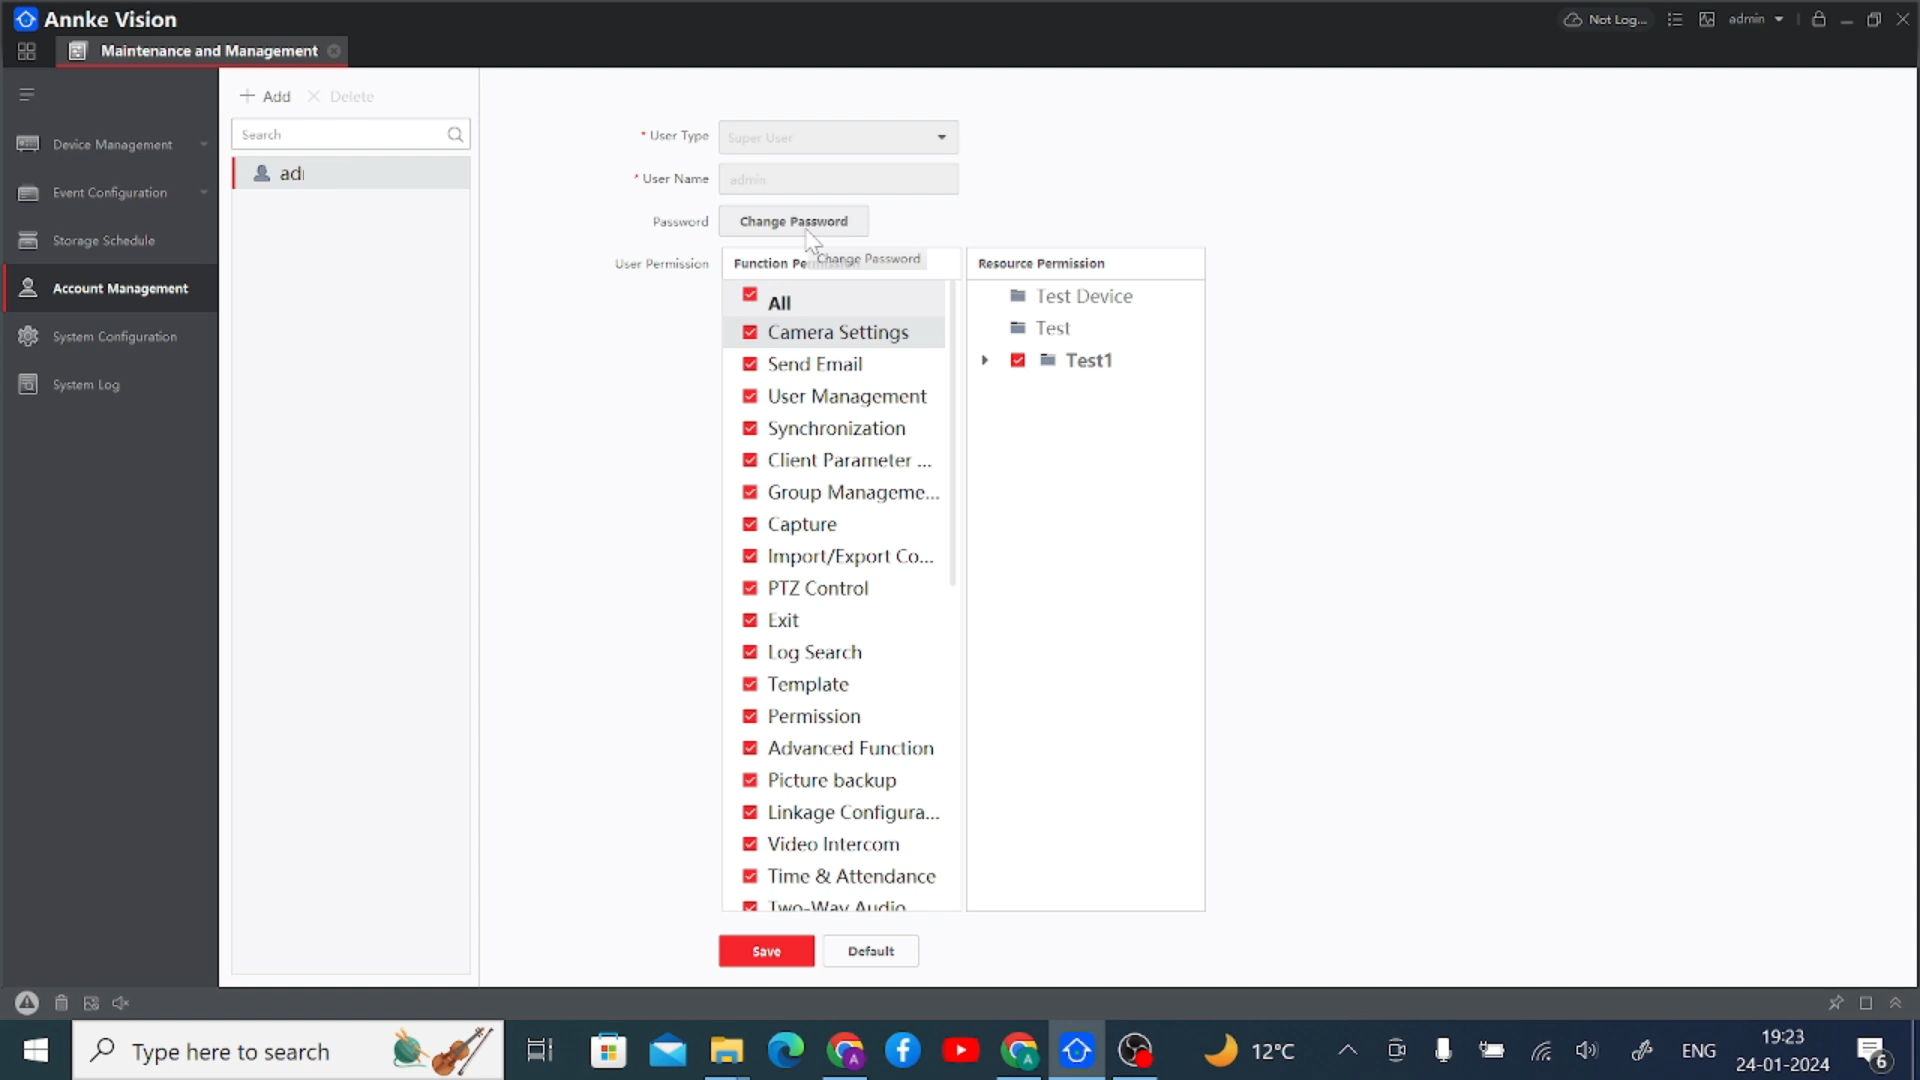 Annke Vision
Not Log...
admin
Maintenance and Management
Add
Delete
Search
Device Management
Event Configuration
Storage Schedule
Account Management
System Configuration
System Log
* User Type
Super User
* User Name
admin
Password
Change Password
Change Password
User Permission
Resource Permission
All
Camera Settings
Send Email
User Management
Synchronization
Client Parameter ...
Group Manageme...
Capture
Import/Export Co...
PTZ Control
Exit
Log Search
Template
Permission
Advanced Function
Picture backup
Linkage Configura...
Video Intercom
Time & Attendance
Two-Way Audio
Test Device
Test
Test1
Save
Default
Type here to search
12°C
ENG
19:23
24-01-2024
6